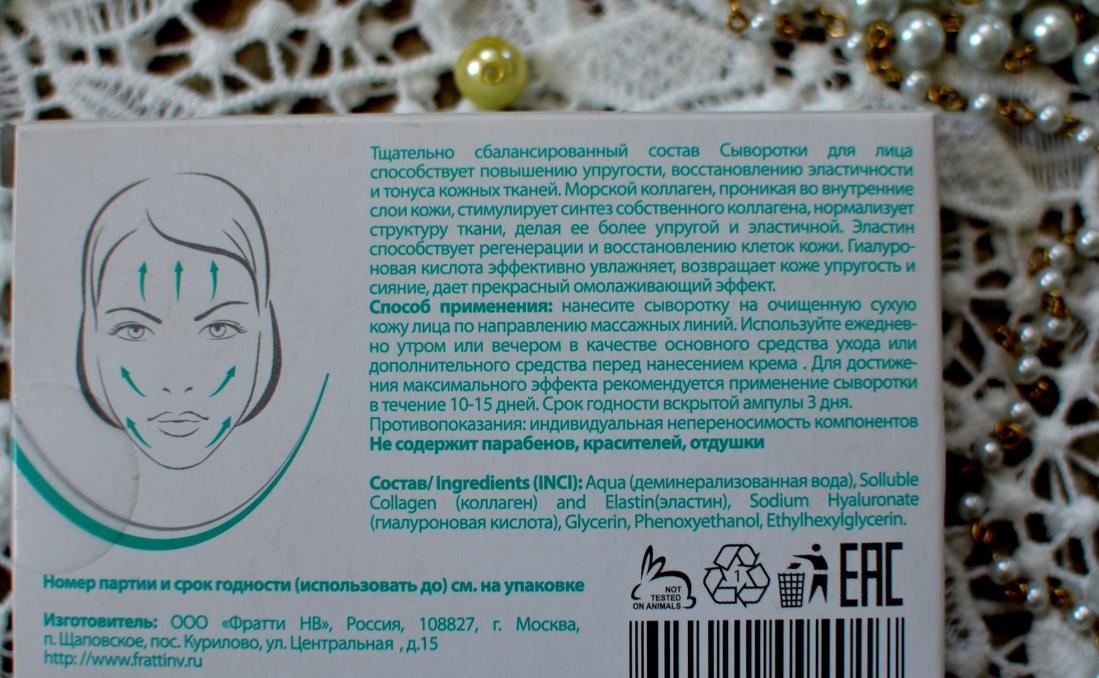 Тщательно сбалансированный состав Сыворотки для лица
способствует повышению упругости, восстановлению эластичности
и тонуса кожных тканей. Морской коллаген, проникая во внутренние
слои кожи, стимулирует синтез собственного коллагена, нормализует
структуру ткани, делая ее более упругой и эластичной. Эластин
способствует регенерации и восстановлению клеток кожи. Гиалуро-
новая кислота эффективно увлажняет, возвращает коже упругость и
сияние, дает прекрасный омолаживающий эффект.
Способ применения: нанесите сыворотку на очищенную сухую
кожу лица по направлению массажных линий. Используйте ежеднев-
но утром или вечером в качестве основного средства ухода или
дополнительного средства перед нанесением крема . Для достиже-
ния максимального эффекта рекомендуется применение сыворотки
в течение 10-15 дней. Срок годности вскрытой ампулы 3 дня.
Противопоказания: индивидуальная непереносимость компонентов
Не содержит парабенов, красителей, отдушки
Состав/ Ingredients (INCI): Aqua (деминерализованная вода), Solluble
Collagen (коллаген) and Elastin(эластин), Sodium Hyaluronate
(гиалуроновая кислота), Glycerin, Phenoxyethanol, Ethylhexylglycerin.
NOT
TESTED
ON ANIMALS
1
EAC
Номер партии и срок годности (использовать до) см. на упаковке
Изготовитель: ООО «Фратти НВ», Россия, 108827, г. Москва,
п. Щаповское, пос. Курилово, ул. Центральная , д.15
http: //www.frattinv.ru